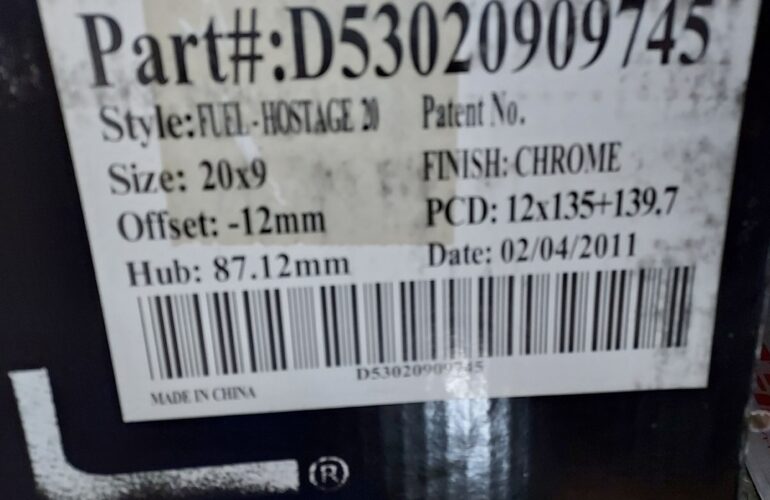 Part#:D53020909745
Style:FUEL-HOSTAGE 20 Patent No.
Size: 20x9 FINISH: CHROME
Offset: -12mm PCD: 12x135+139.7
Hub: 87.12mm Date: 02/04/2011
D53020909745
MADE IN CHINA
L®